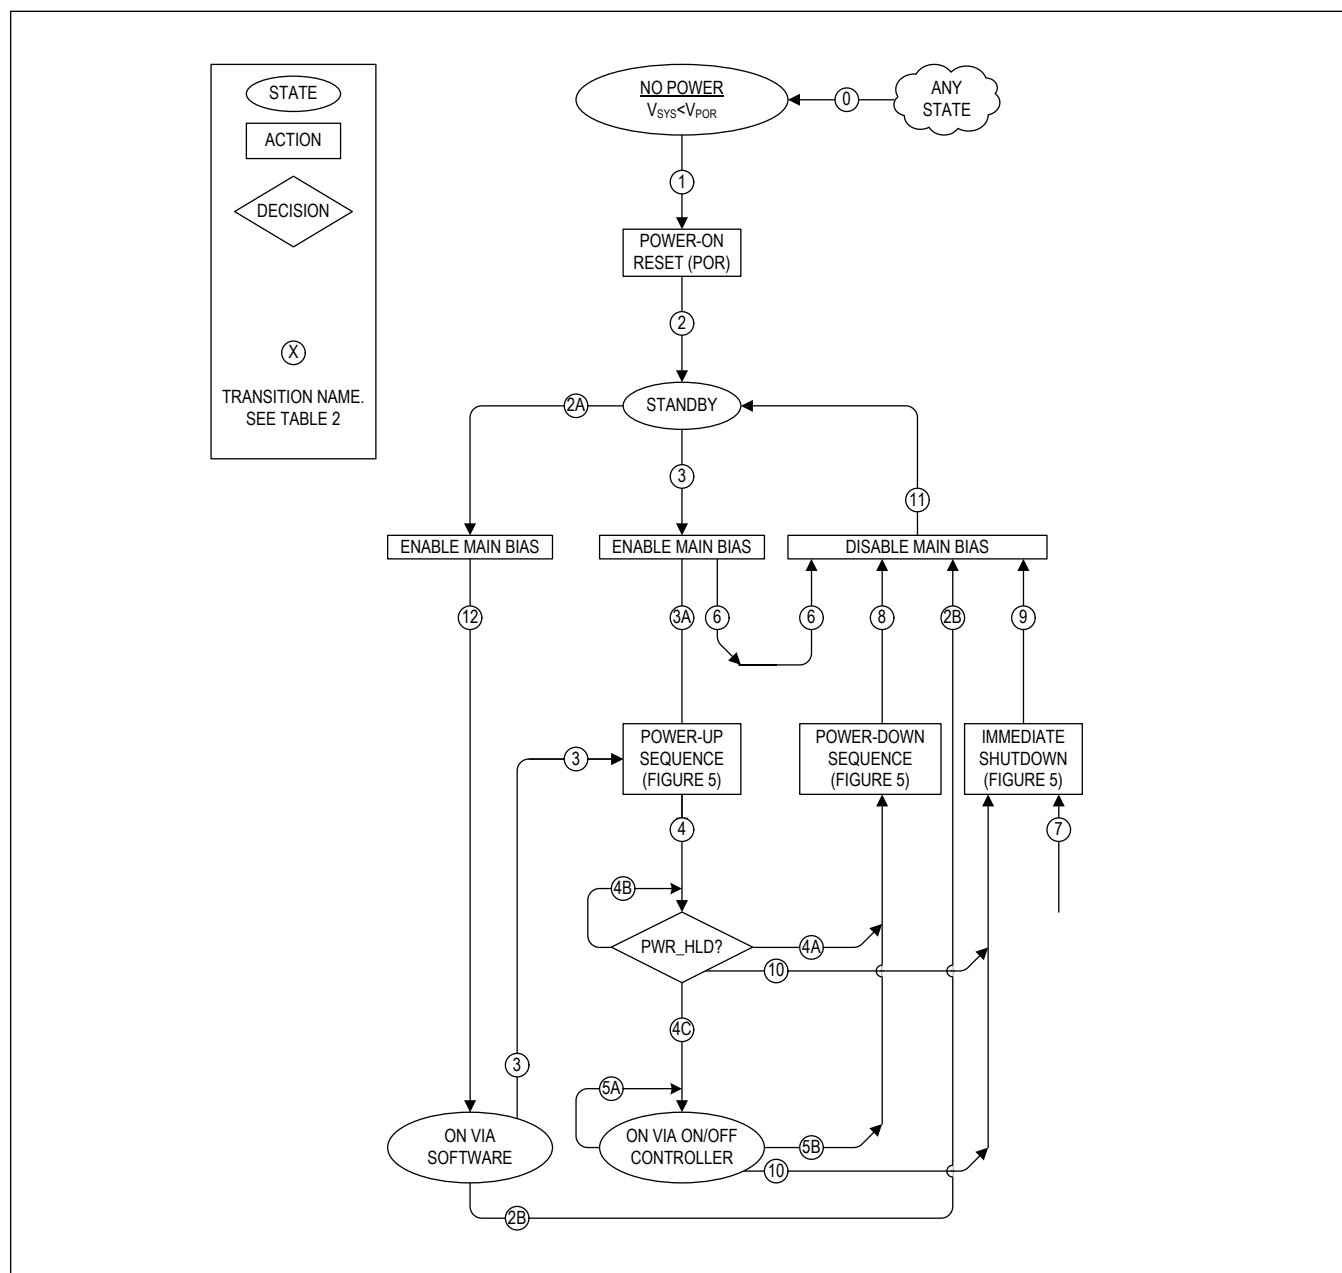 STATE
ACTION
DECISION
X
TRANSITION NAME.
SEE TABLE 2
NO POWER
VSYS<VPOR
0
ANY
STATE
1
POWER-ON
RESET (POR)
2
2A
STANDBY
3
11
ENABLE MAIN BIAS
ENABLE MAIN BIAS
DISABLE MAIN BIAS
12
3A
6
6
8
2B
9
POWER-UP
SEQUENCE
(FIGURE 5)
POWER-DOWN
SEQUENCE
(FIGURE 5)
IMMEDIATE
SHUTDOWN
(FIGURE 5)
3
4
7
4B
PWR_HLD?
4A
10
4C
3
5A
ON VIA
SOFTWARE
ON VIA ON/OFF
CONTROLLER
5B
10
2B